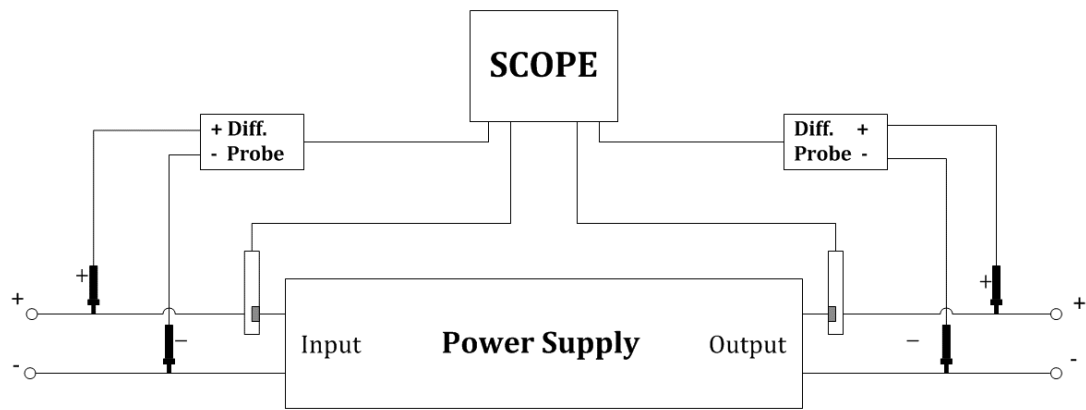 SCOPE
+ Diff.
- Probe
Diff. +
Probe -
+
+
+
+
-
−
Input
Power Supply
Output
−
-